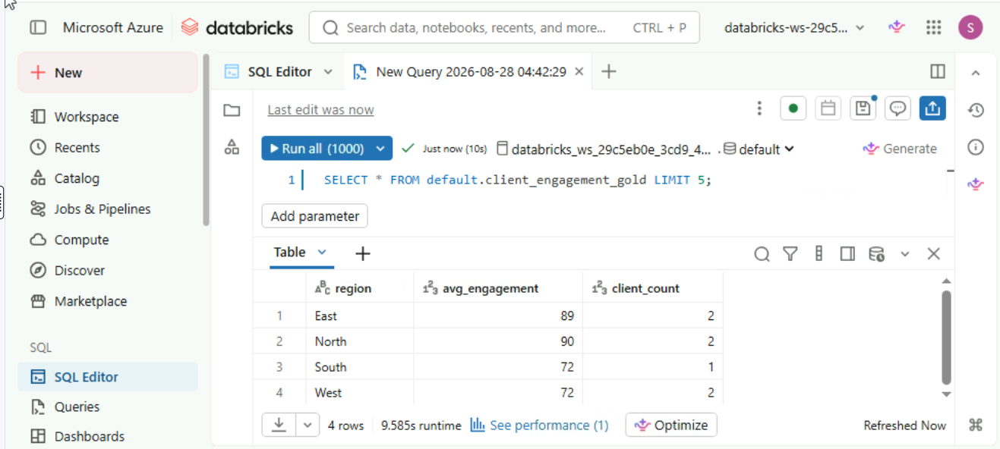 Microsoft Azure databricks Search data, notebooks, recents, and more... CTRL + P databricks-ws-29c5... S
New
SQL Editor New Query 2026-08-28 04:42:29
Workspace
Recents
Catalog
Jobs & Pipelines
Compute
Discover
Marketplace
SQL
SQL Editor
Queries
Dashboards
Last edit was now
Run all (1000) Just now (10s) databricks_ws_29c5eb0e_3cd9_4... . default Generate
1 SELECT * FROM default.client_engagement_gold LIMIT 5;
Add parameter
Table
region avg_engagement client_count
1 East 89 2
2 North 90 2
3 South 72 1
4 West 72 2
4 rows 9.585s runtime See performance (1) Optimize Refreshed Now